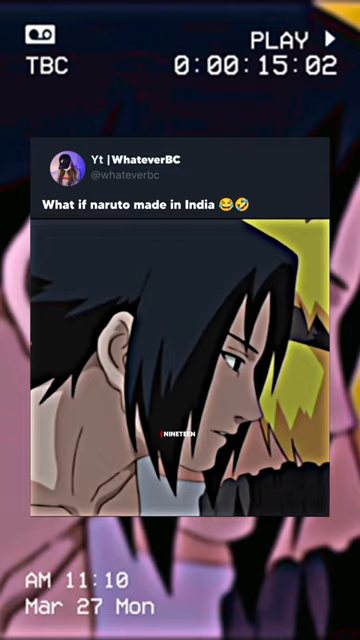 PLAY
TBC
0:00:15:02
Yt | WhateverBC
@whateverbc
What if naruto made in India 😂🤣
NINETEEN
AM 11:10
Mar 27 Mon